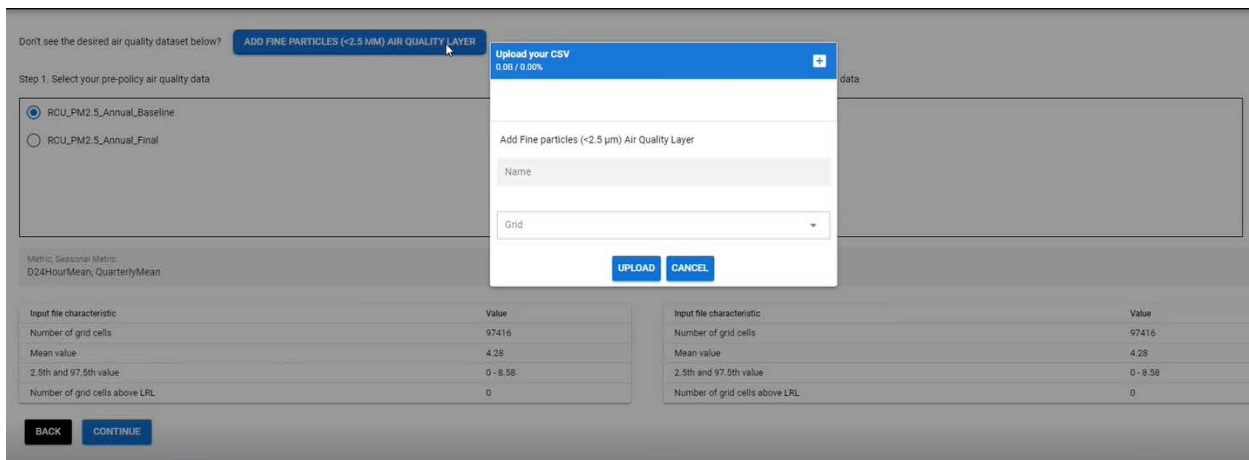 Don't see the desired air quality dataset below?
ADD FINE PARTICLES (<2.5 ΜM) AIR QUALITY LAYER
Step 1. Select your pre-policy air quality data
data
RCU_PM2.5_Annual_Baseline
RCU_PM2.5_Annual_Final
Upload your CSV
0.0B / 0.00%
Add Fine particles (<2.5 µm) Air Quality Layer
Name
Grid
UPLOAD CANCEL
Metric, Seasonal Metric
D24HourMean, QuarterlyMean
Input file characteristic Value
Number of grid cells 97416
Mean value 4.28
2.5th and 97.5th value 0 - 8.58
Number of grid cells above LRL 0
Input file characteristic Value
Number of grid cells 97416
Mean value 4.28
2.5th and 97.5th value 0 - 8.58
Number of grid cells above LRL 0
BACK CONTINUE